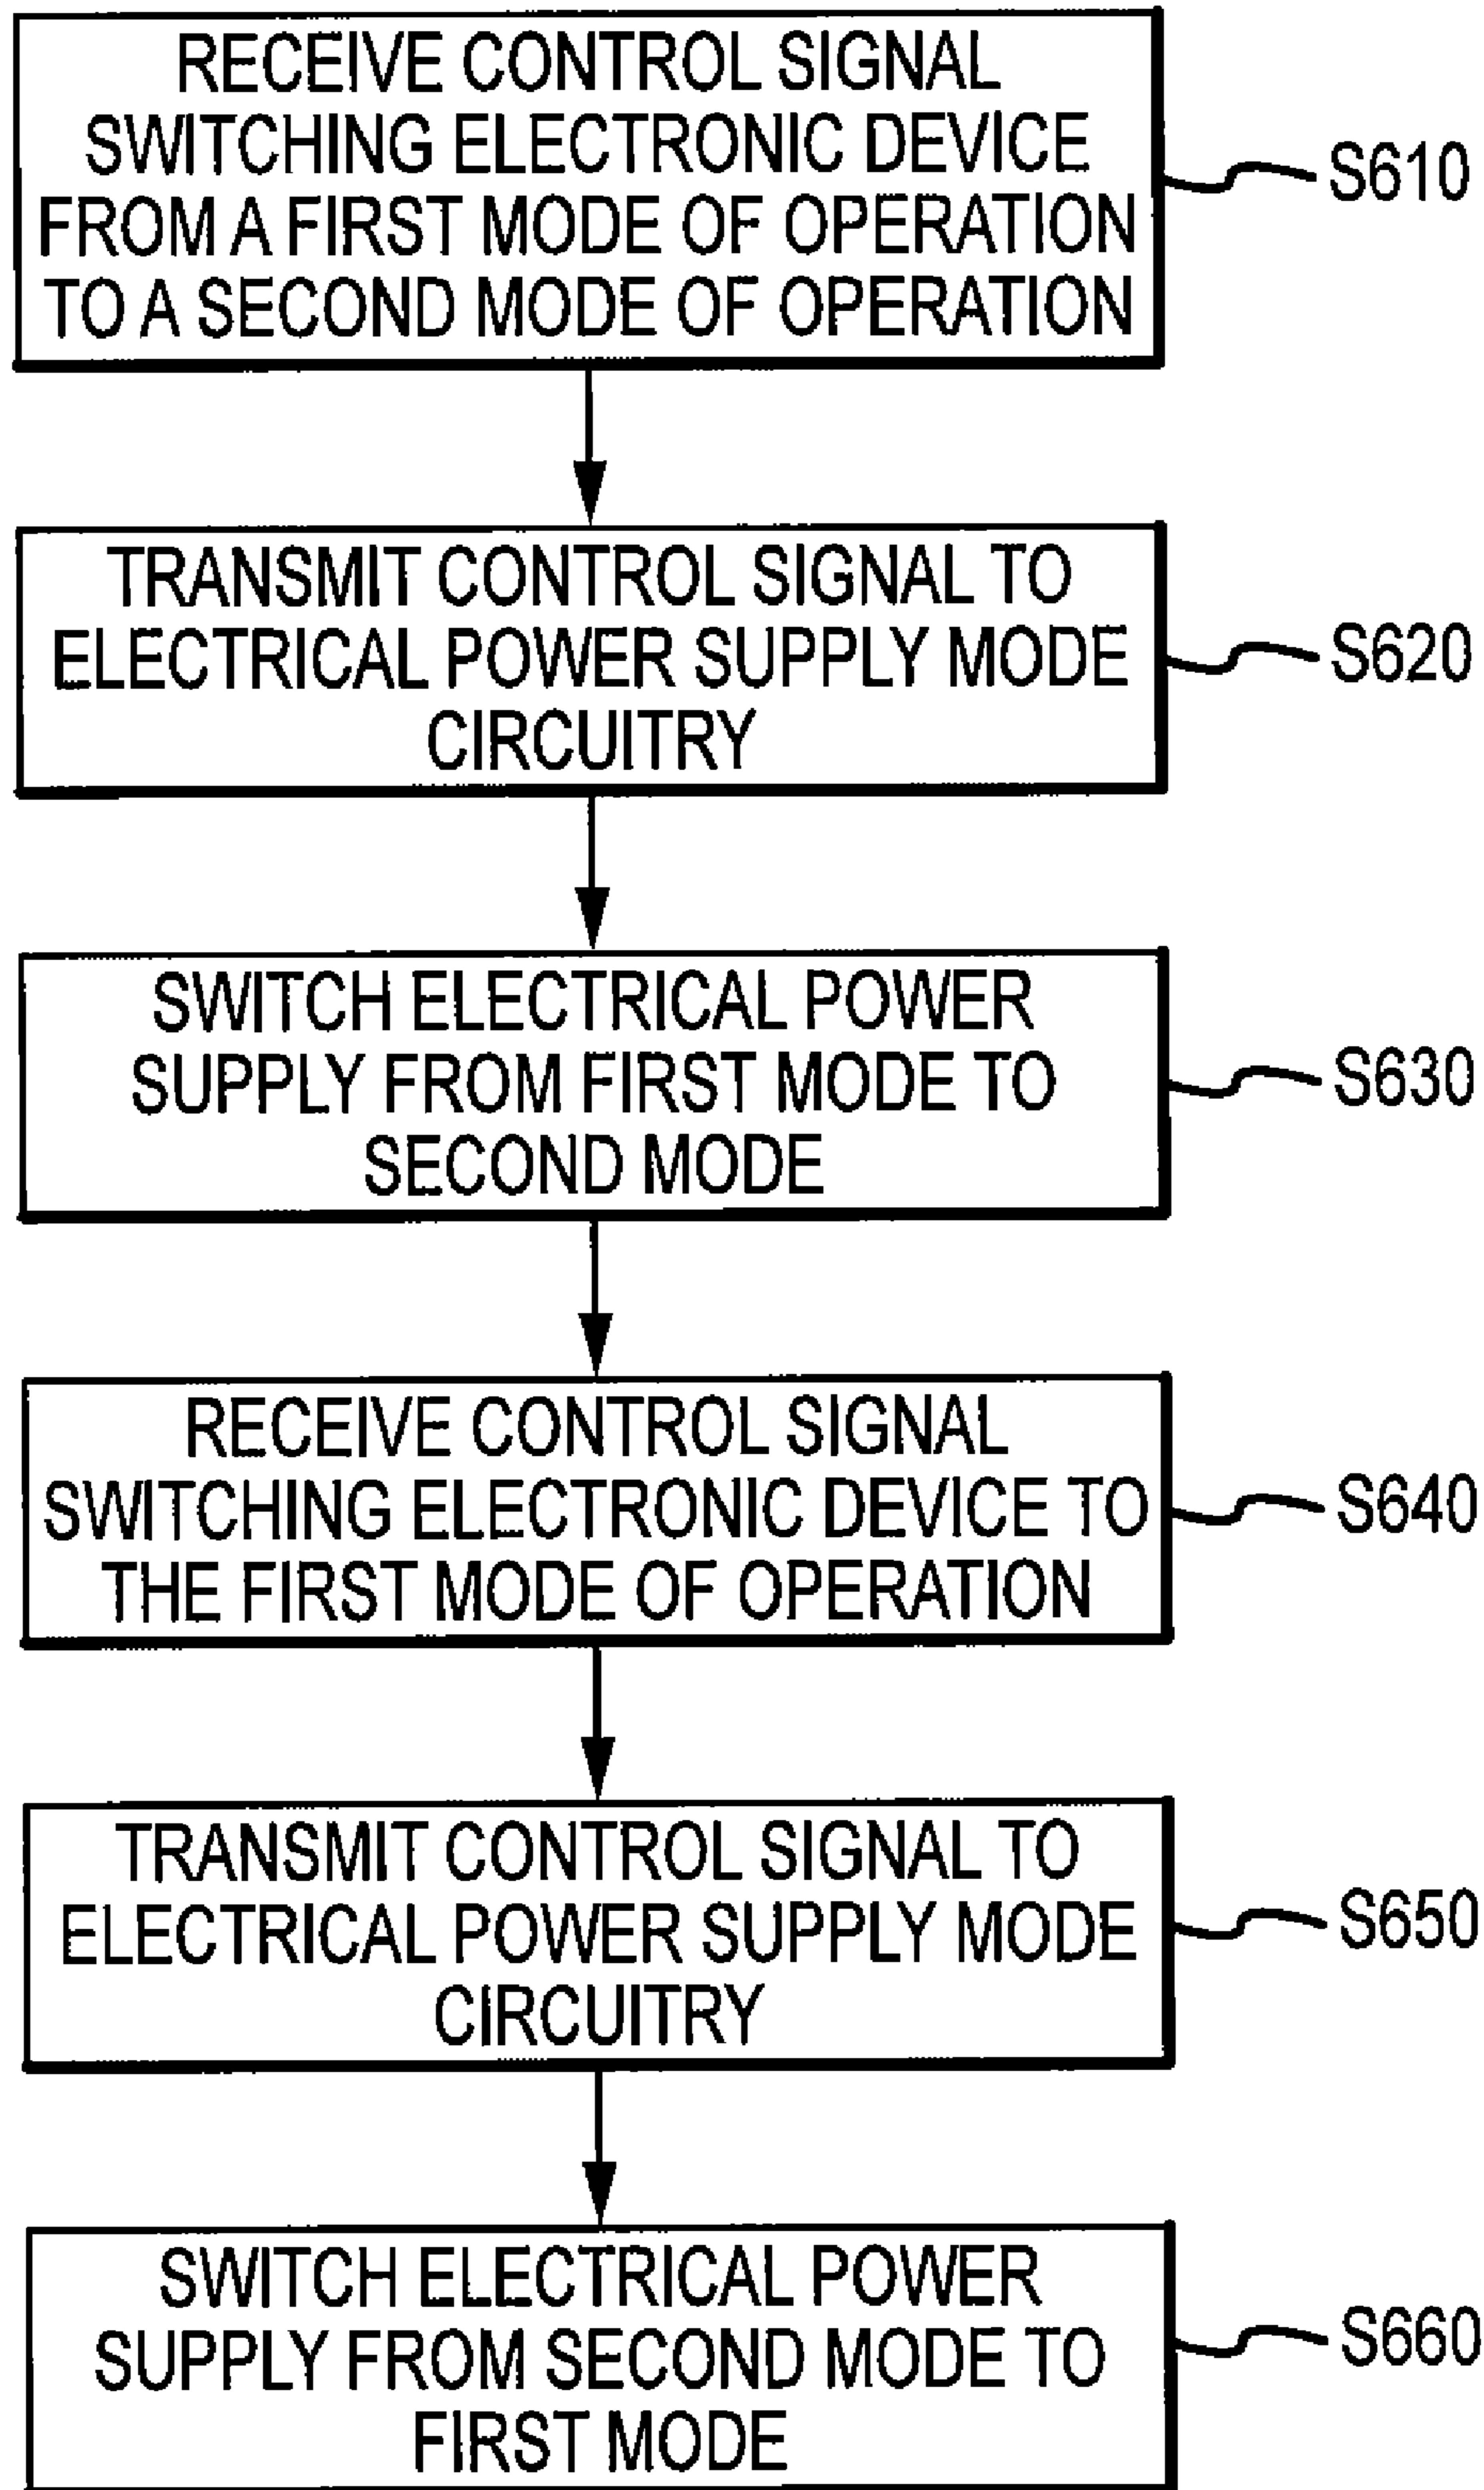 RECEIVE CONTROL SIGNAL
SWITCHING ELECTRONIC DEVICE
FROM A FIRST MODE OF OPERATION
TO A SECOND MODE OF OPERATION
S610
TRANSMIT CONTROL SIGNAL TO
ELECTRICAL POWER SUPPLY MODE
CIRCUITRY
S620
SWITCH ELECTRICAL POWER
SUPPLY FROM FIRST MODE TO
SECOND MODE
S630
RECEIVE CONTROL SIGNAL
SWITCHING ELECTRONIC DEVICE TO
THE FIRST MODE OF OPERATION
S640
TRANSMIT CONTROL SIGNAL TO
ELECTRICAL POWER SUPPLY MODE
CIRCUITRY
S650
SWITCH ELECTRICAL POWER
SUPPLY FROM SECOND MODE TO
FIRST MODE
S660